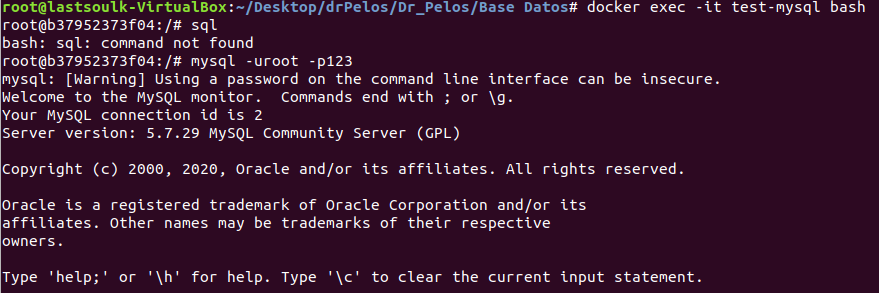 root@lastsoulk-VirtualBox:~/Desktop/drPelos/Dr_Pelos/Base Datos# docker exec -it test-mysql bash
root@b37952373f04:/# sql
bash: sql: command not found
root@b37952373f04:/# mysql -uroot -p123
mysql: [Warning] Using a password on the command line interface can be insecure.
Welcome to the MySQL monitor.  Commands end with ; or \g.
Your MySQL connection id is 2
Server version: 5.7.29 MySQL Community Server (GPL)
Copyright (c) 2000, 2020, Oracle and/or its affiliates. All rights reserved.
Oracle is a registered trademark of Oracle Corporation and/or its
affiliates. Other names may be trademarks of their respective
owners.
Type 'help;' or '\h' for help. Type '\c' to clear the current input statement.